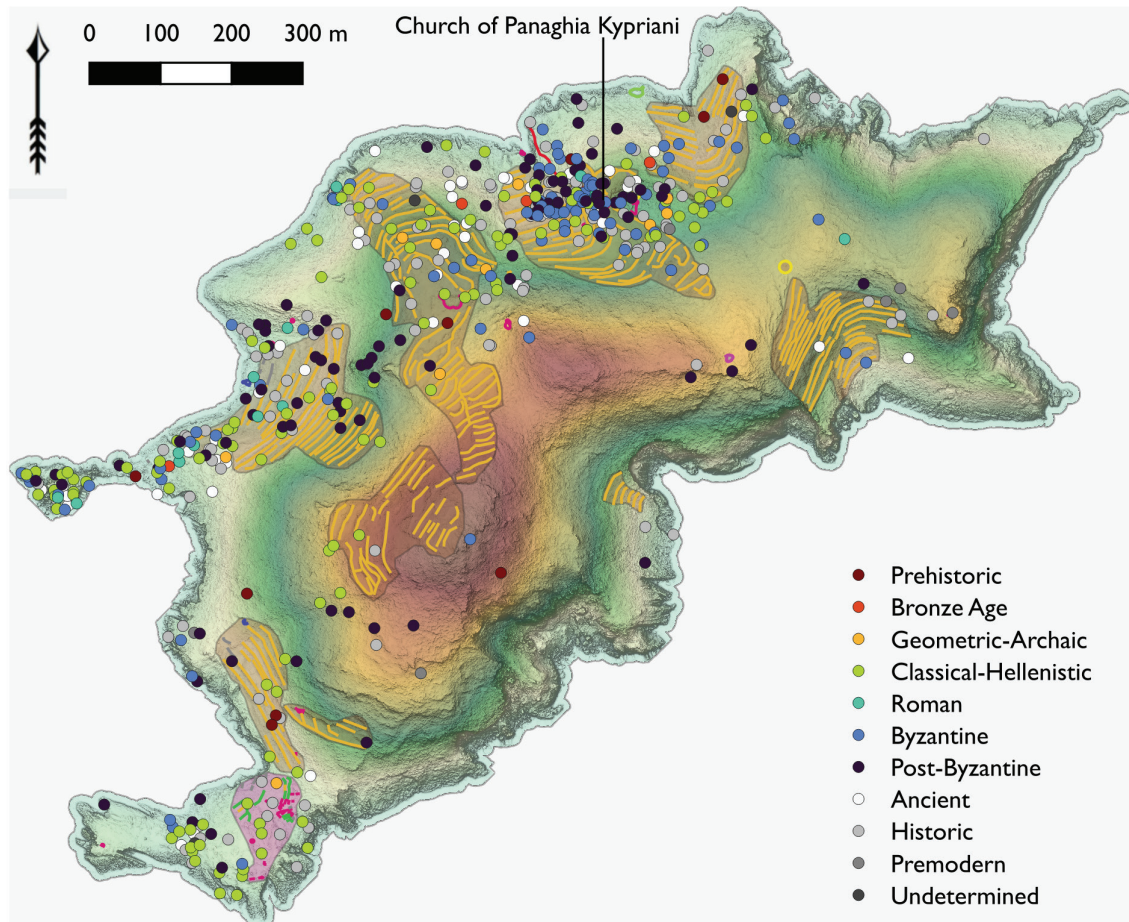 Church of Panaghia Kypriani
0 100 200 300 m
Prehistoric
Bronze Age
Geometric-Archaic
Classical-Hellenistic
Roman
Byzantine
Post-Byzantine
Ancient
Historic
Premodern
Undetermined